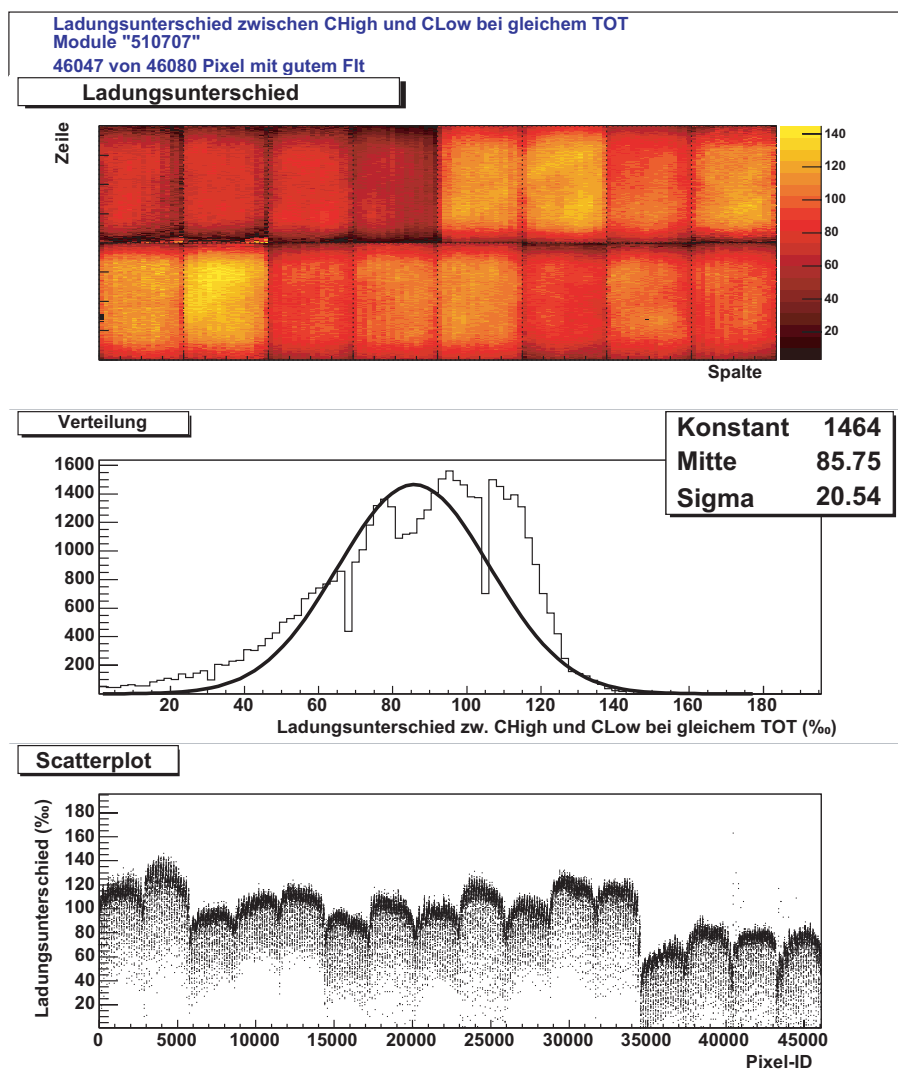 Ladungsunterschied zwischen CHigh und CLow bei gleichem TOT
Module "510707"
46047 von 46080 Pixel mit gutem FIt
Ladungsunterschied
Zeile
140
120
100
80
60
40
20
Spalte
Verteilung
Konstant 1464
Mitte 85.75
Sigma 20.54
1600
1400
1200
1000
800
600
400
200
20 40 60 80 100 120 140 160 180
Ladungsunterschied zw. CHigh und CLow bei gleichem TOT (‰)
Scatterplot
Ladungsunterschied (‰)
180
160
140
120
100
80
60
40
20
0 5000 10000 15000 20000 25000 30000 35000 40000 45000
Pixel-ID